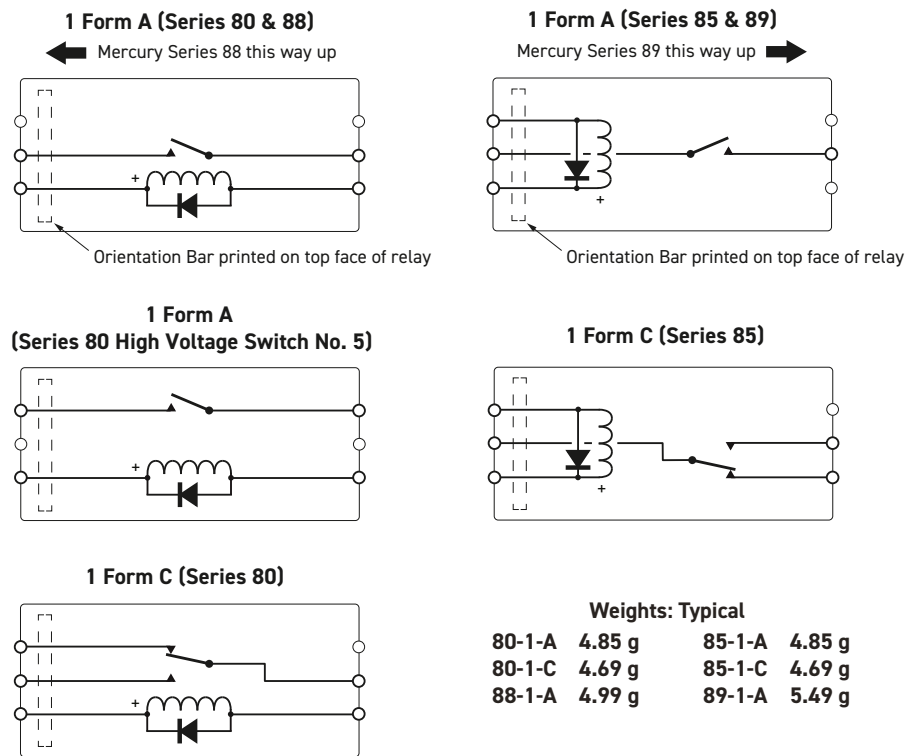 1 Form A (Series 80 & 88)
Mercury Series 88 this way up
+
Orientation Bar printed on top face of relay
1 Form A (Series 85 & 89)
Mercury Series 89 this way up
+
Orientation Bar printed on top face of relay
1 Form A
(Series 80 High Voltage Switch No. 5)
+
1 Form C (Series 85)
+
1 Form C (Series 80)
+
Weights: Typical
80-1-A 4.85 g 85-1-A 4.85 g
80-1-C 4.69 g 85-1-C 4.69 g
88-1-A 4.99 g 89-1-A 5.49 g